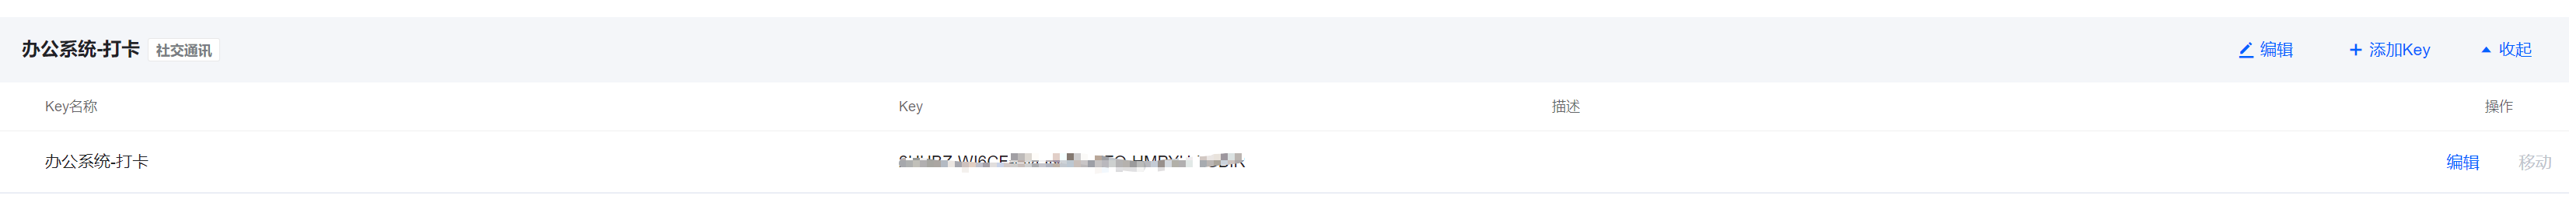 办公系统-打卡 社交通讯 编辑 + 添加Key 收起
Key名称 Key 描述 操作
办公系统-打卡 编辑 移动